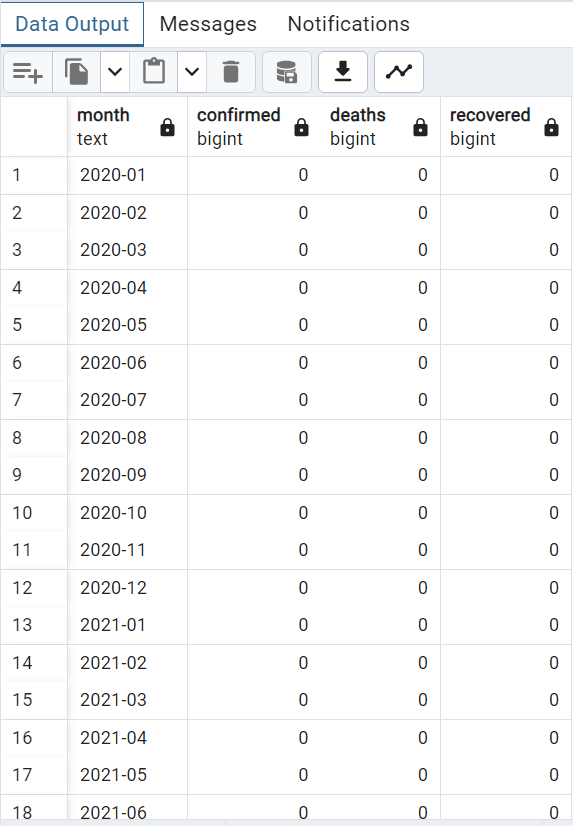 Data Output Messages Notifications
month confirmed deaths recovered
text bigint bigint bigint
1 2020-01 0 0 0
2 2020-02 0 0 0
3 2020-03 0 0 0
4 2020-04 0 0 0
5 2020-05 0 0 0
6 2020-06 0 0 0
7 2020-07 0 0 0
8 2020-08 0 0 0
9 2020-09 0 0 0
10 2020-10 0 0 0
11 2020-11 0 0 0
12 2020-12 0 0 0
13 2021-01 0 0 0
14 2021-02 0 0 0
15 2021-03 0 0 0
16 2021-04 0 0 0
17 2021-05 0 0 0
18 2021-06 0 0 0